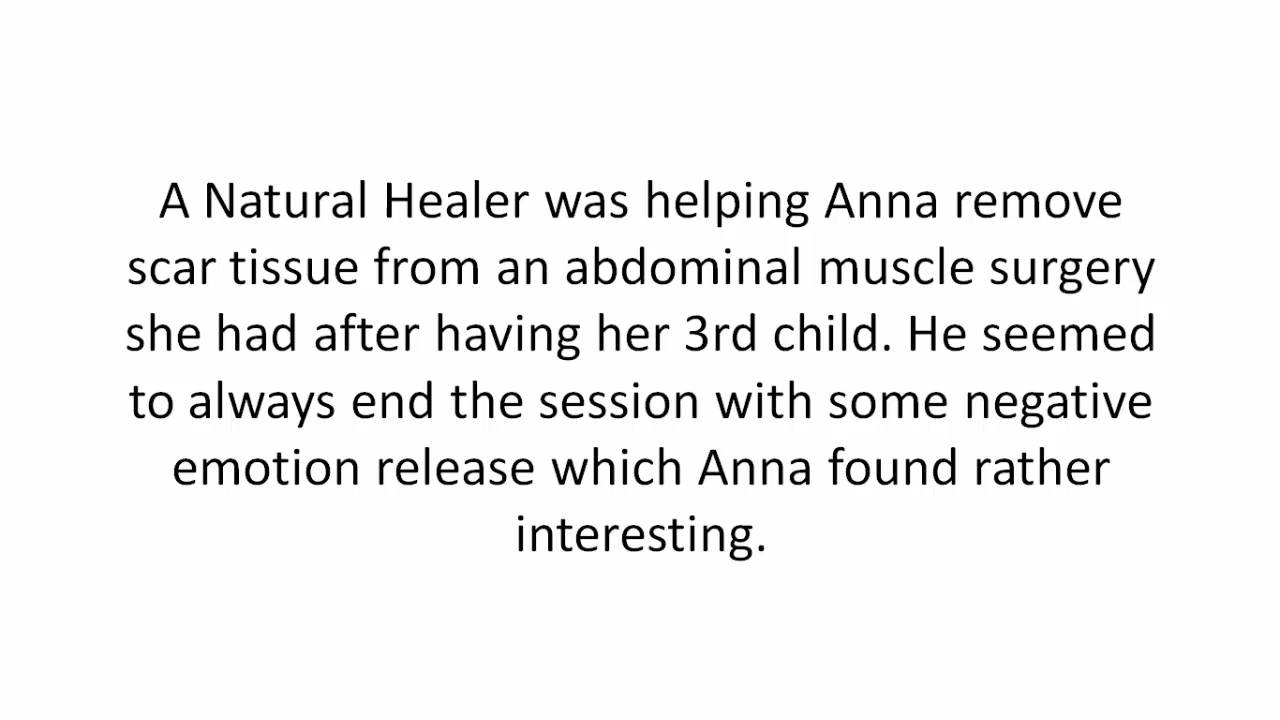 A Natural Healer was helping Anna remove
scar tissue from an abdominal muscle surgery
she had after having her 3rd child. He seemed
to always end the session with some negative
emotion release which Anna found rather
interesting.